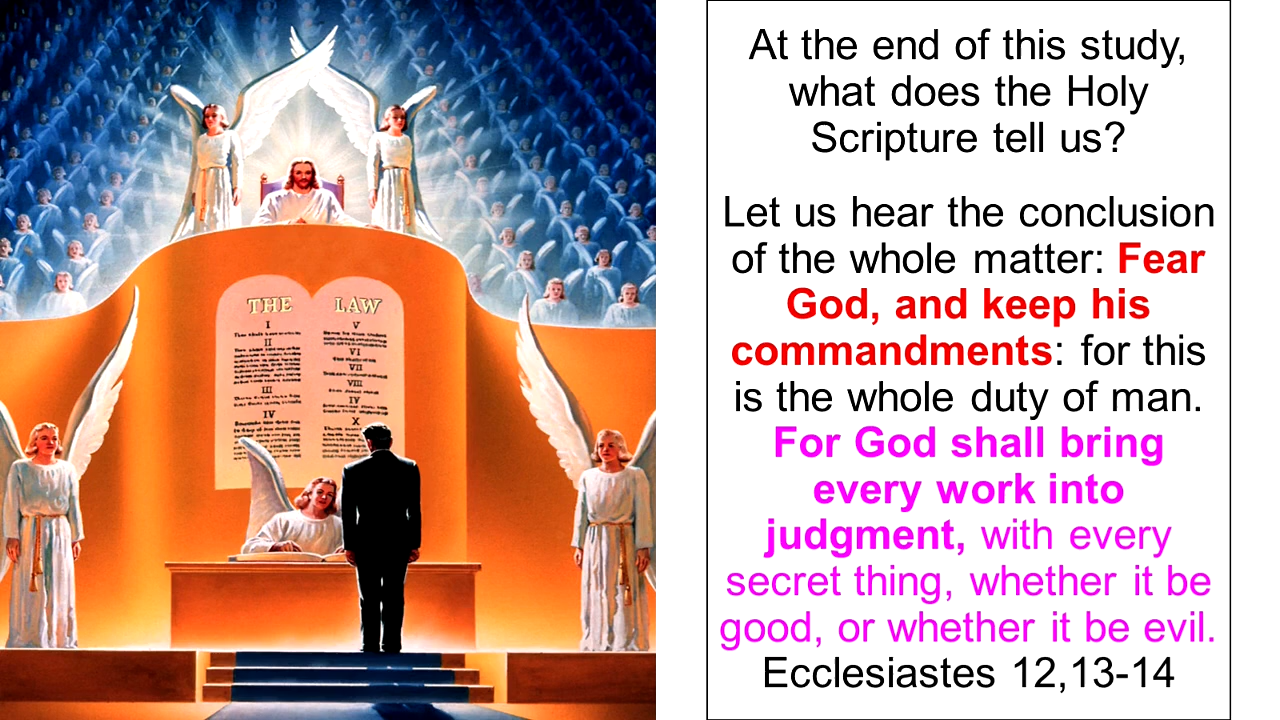 THE LAW
I
II
III
IV
V
VI
VII
VIII
IV
X
At the end of this study,
what does the Holy
Scripture tell us?
Let us hear the conclusion
of the whole matter: Fear
God, and keep his
commandments: for this
is the whole duty of man.
For God shall bring
every work into
judgment, with every
secret thing, whether it be
good, or whether it be evil.
Ecclesiastes 12,13-14